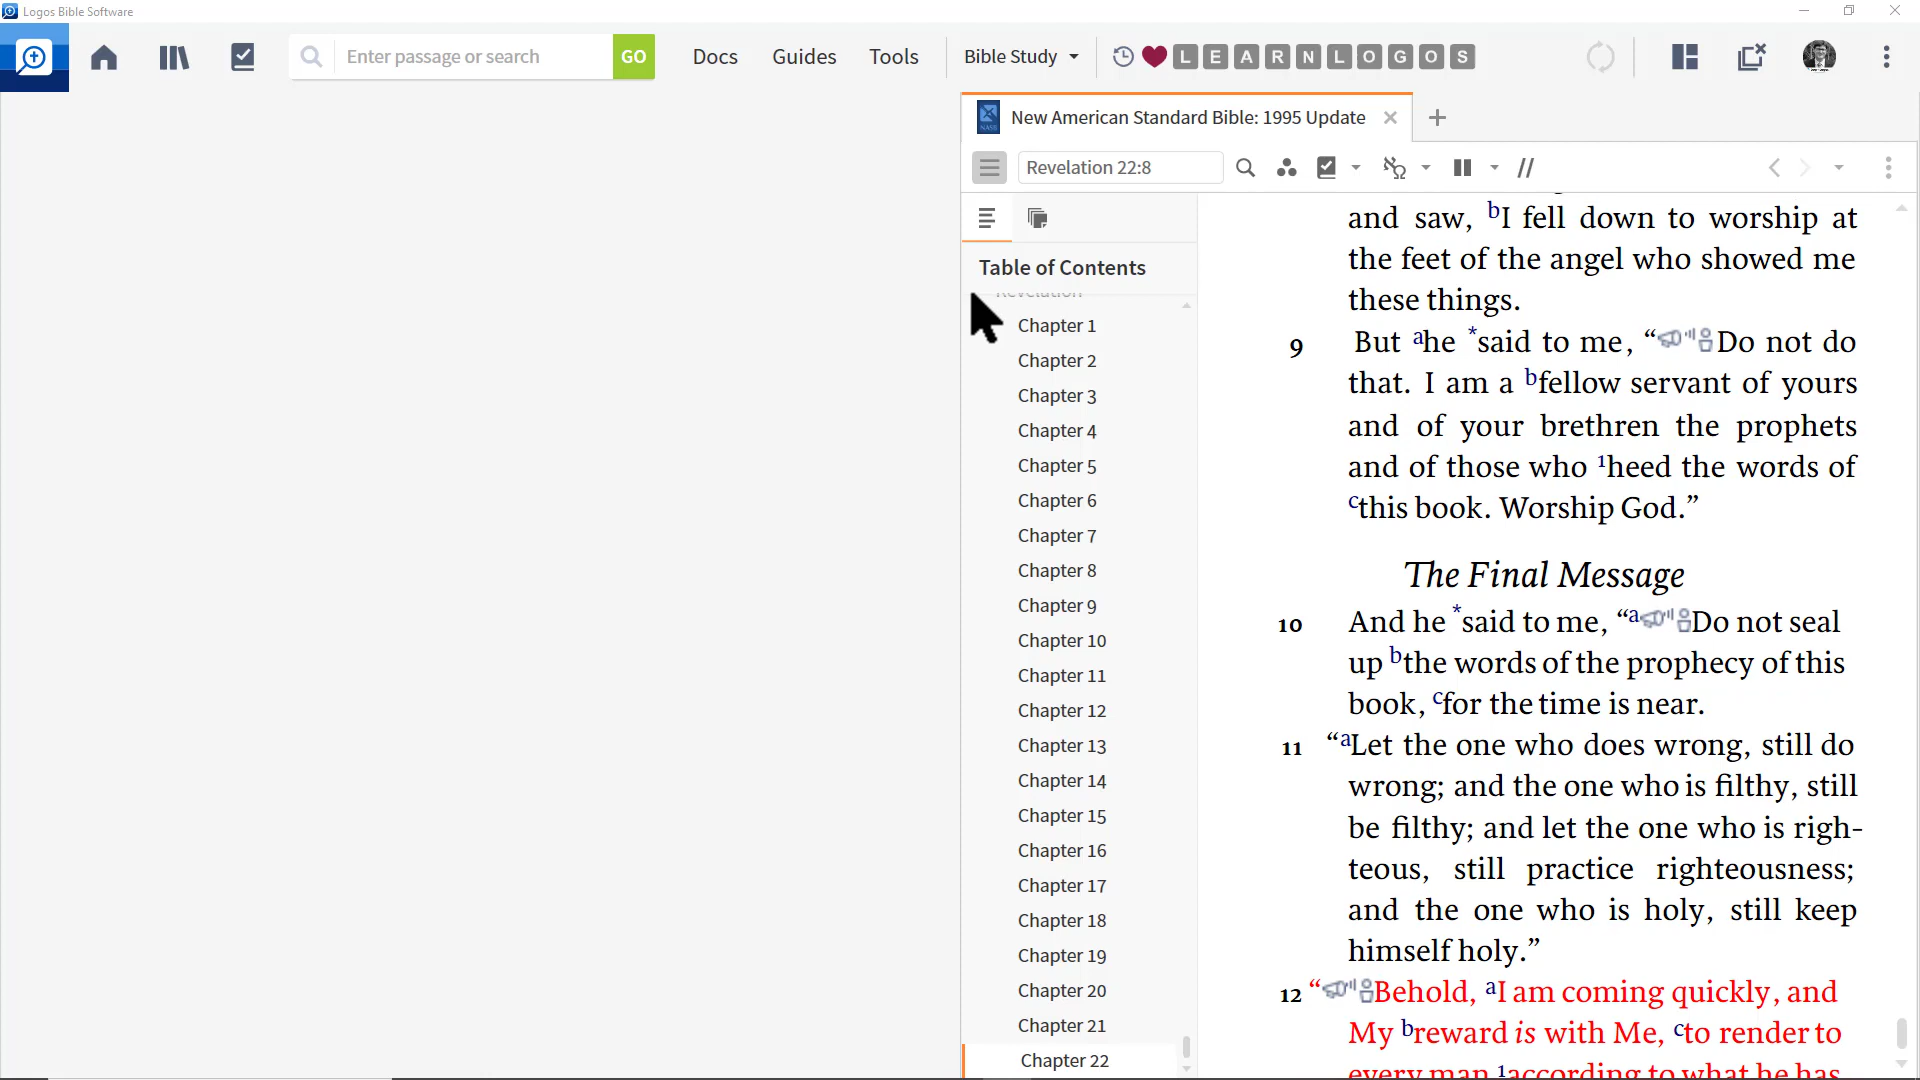 Logos Bible Software
Enter passage or search GO Docs Guides Tools Bible Study L E A R N L O G O S
New American Standard Bible: 1995 Update
Revelation 22:8
Table of Contents
Revelation
Chapter 1
Chapter 2
Chapter 3
Chapter 4
Chapter 5
Chapter 6
Chapter 7
Chapter 8
Chapter 9
Chapter 10
Chapter 11
Chapter 12
Chapter 13
Chapter 14
Chapter 15
Chapter 16
Chapter 17
Chapter 18
Chapter 19
Chapter 20
Chapter 21
Chapter 22
and saw, bI fell down to worship at
the feet of the angel who showed me
these things.
9 But ahe *said to me, “Do not do
that. I am a bfellow servant of yours
and of your brethren the prophets
and of those who 1heed the words of
cthis book. Worship God.”
The Final Message
10 And he *said to me, “aDo not seal
up bthe words of the prophecy of this
book, cfor the time is near.
11 “aLet the one who does wrong, still do
wrong; and the one who is filthy, still
be filthy; and let the one who is righ-
teous, still practice righteousness;
and the one who is holy, still keep
himself holy.”
12 “Behold, aI am coming quickly, and
My breward is with Me, cto render to
every man 1according to what he has